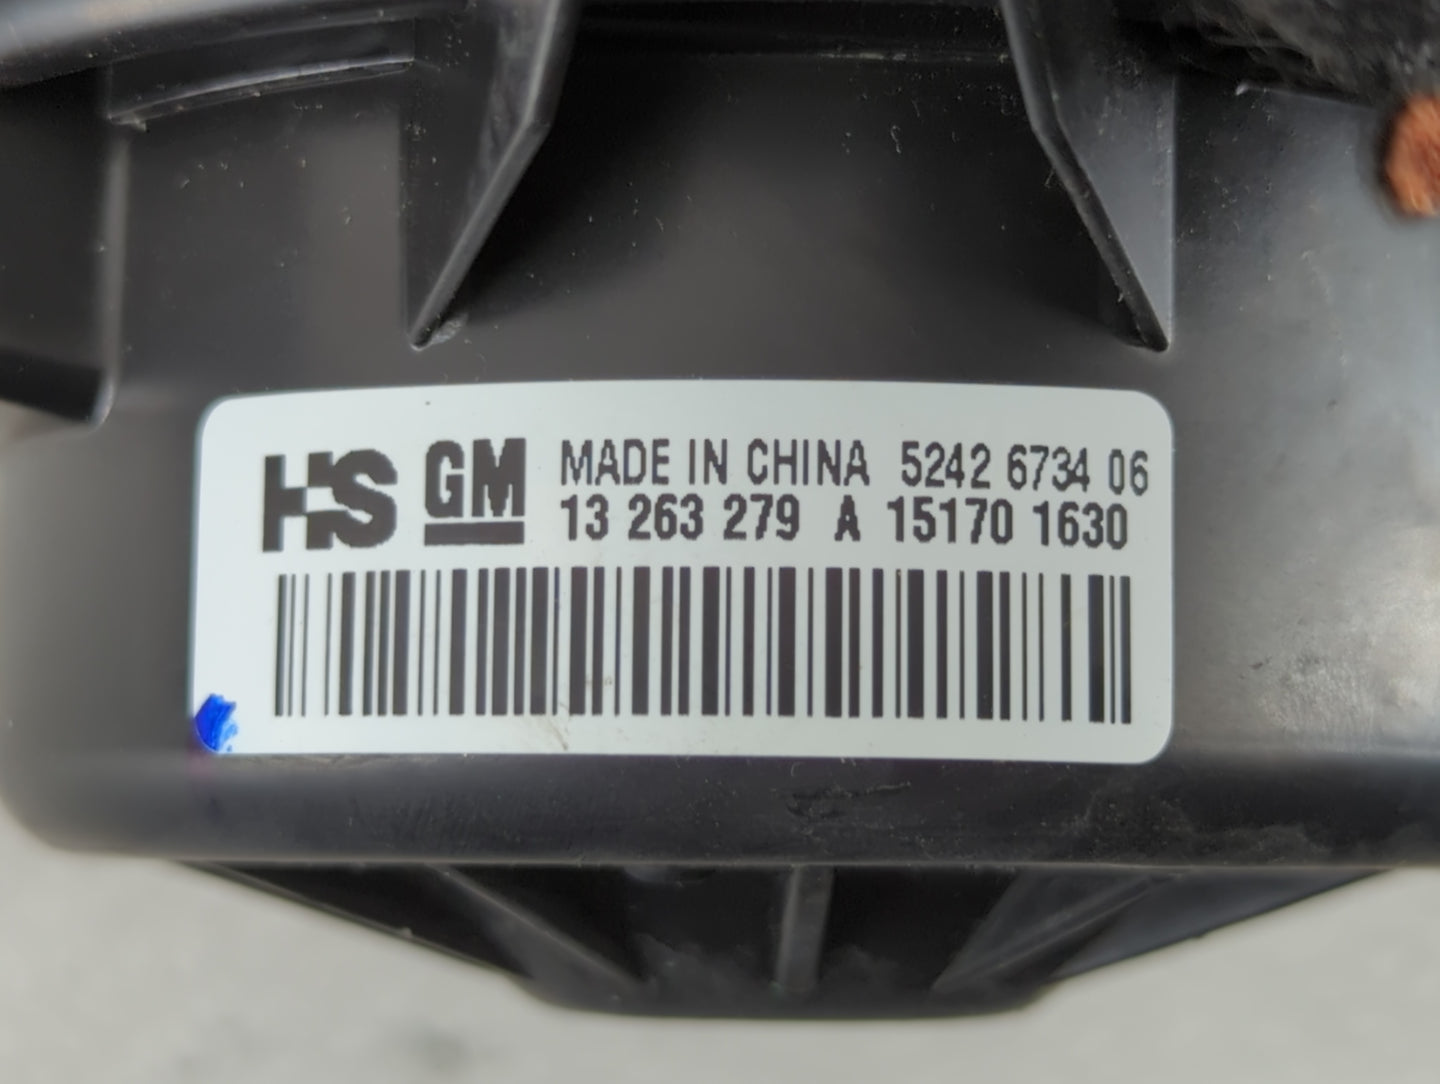 HS GM MADE IN CHINA 5242 6734 06
13 263 279 A 15170 1630